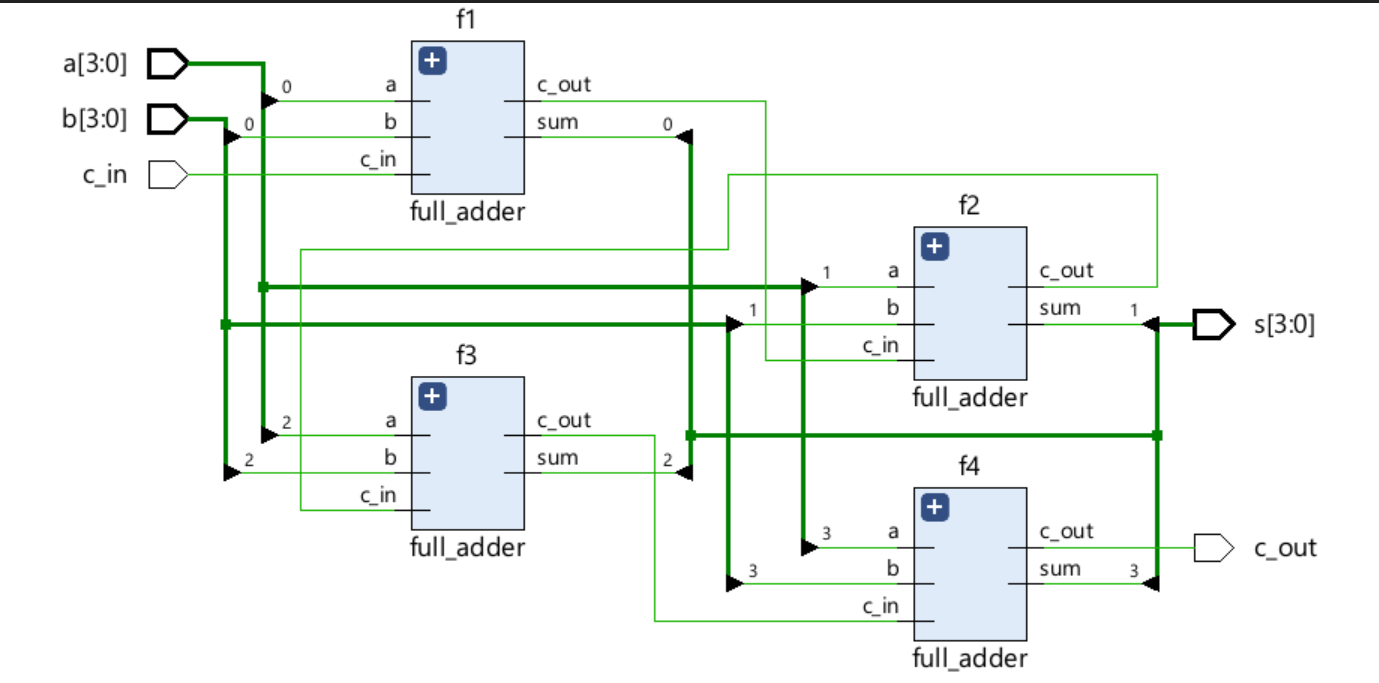 f1
a[3:0]
0
a
c_out
b[3:0]
0
b
sum
0
c_in
c_in
full_adder
f2
1
a
c_out
1
b
sum
1
s[3:0]
c_in
f3
full_adder
2
a
c_out
2
b
sum
2
f4
c_in
full_adder
3
a
c_out
c_out
3
b
sum
3
c_in
full_adder